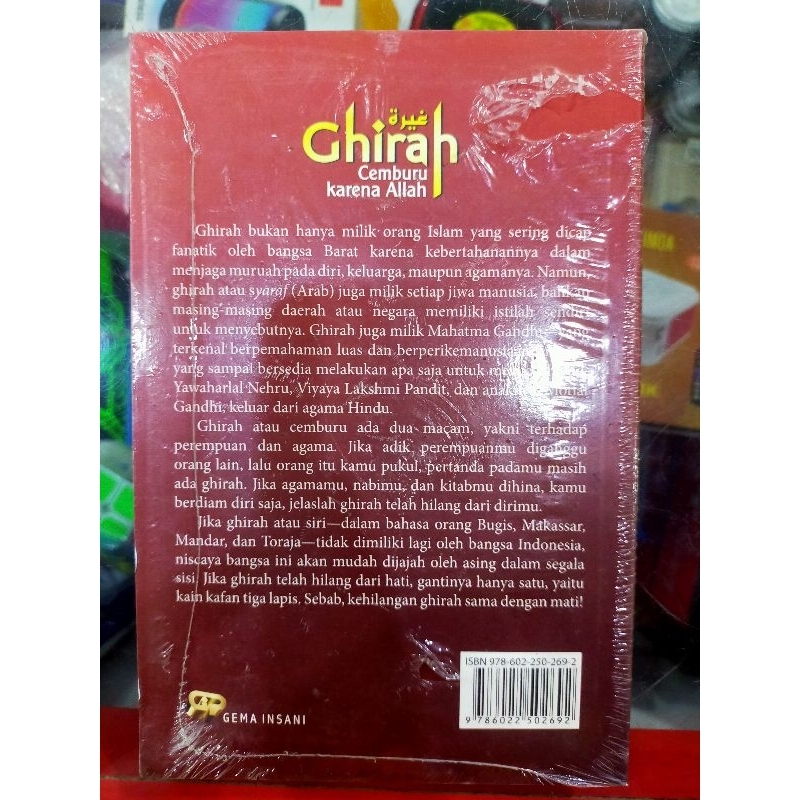 غيرة
Ghirah
Cemburu
karena Allah
Ghirah bukan hanya milik orang Islam yang sering dicap
fanatik oleh bangsa Barat karena kebertahanannya dalam
menjaga muruah pada diri, keluarga, maupun agamanya. Namun,
ghirah atau syaraf (Arab) juga milik setiap jiwa manusia, bahkan
masing-masing daerah atau negara memiliki istilah sendiri
untuk menyebutnya. Ghirah juga milik Mahatma Gandhi yang
terkenal berpemahaman luas dan berperikemanusiaan
yang sampai bersedia melakukan apa saja untuk
Yawaharlal Nehru, Viyaya Lakshmi Pandit, dan
Gandhi, keluar dari agama Hindu.
Ghirah atau cemburu ada dua macam, yakni terhadap
perempuan dan agama. Jika adik perempuanmu diganggu
orang lain, lalu orang itu kamu pukul, pertanda padamu masih
ada ghirah. Jika agamamu, nabimu, dan kitabmu dihina, kamu
berdiam diri saja, jelaslah ghirah telah hilang dari dirimu.
Jika ghirah atau siri—dalam bahasa orang Bugis, Makassar,
Mandar, dan Toraja—tidak dimiliki lagi oleh bangsa Indonesia,
niscaya bangsa ini akan mudah dijajah oleh asing dalam segala
sisi. Jika ghirah telah hilang dari hati, gantinya hanya satu, yaitu
kain kafan tiga lapis. Sebab, kehilangan ghirah sama dengan mati!
ISBN 978-602-250-269-2
9 786022 502692
GEMA INSANI